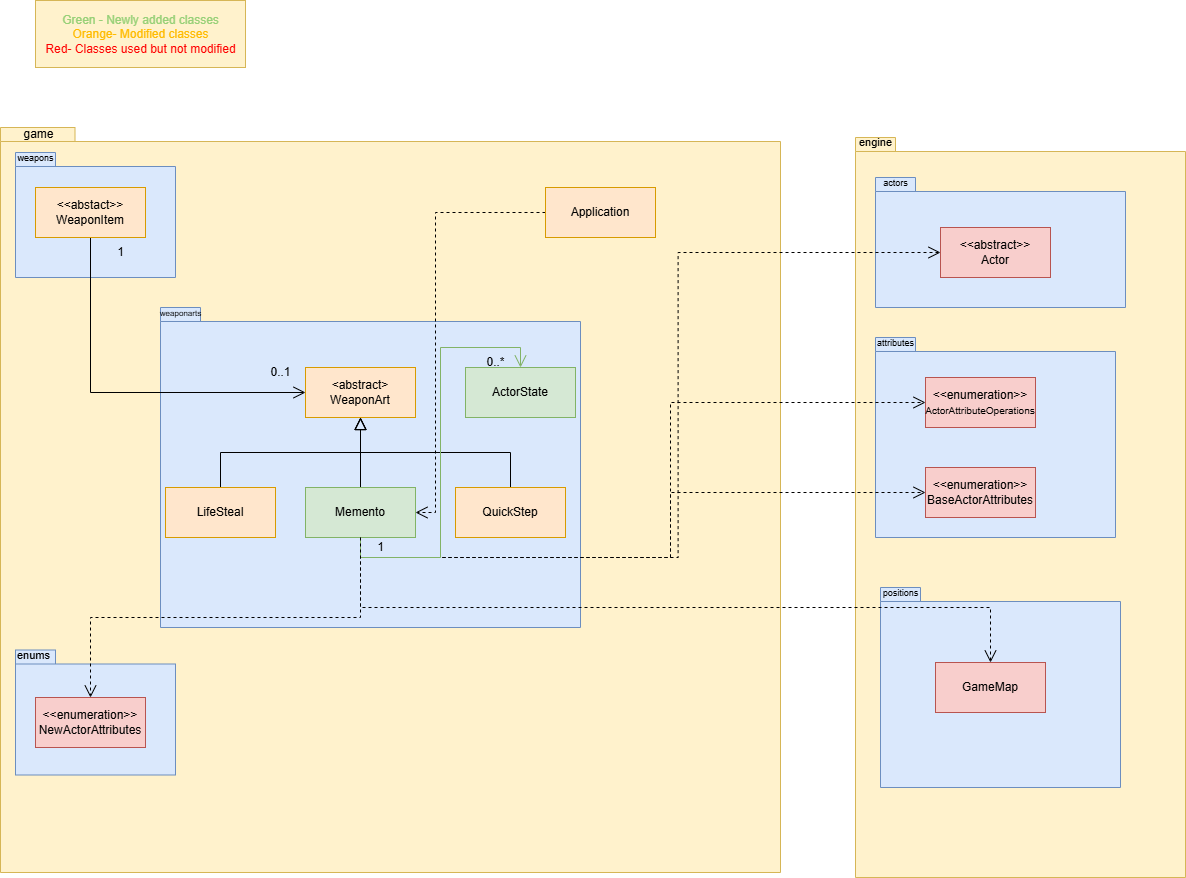 Green - Newly added classes
Orange- Modified classes
Red- Classes used but not modified
game
weapons
<<abstact>>
WeaponItem
1
Application
weaponarts
0..1
<abstract>
WeaponArt
0..*
ActorState
LifeSteal
Memento
QuickStep
1
enums
<<enumeration>>
NewActorAttributes
engine
actors
<<abstract>>
Actor
attributes
<<enumeration>>
ActorAttributeOperations
<<enumeration>>
BaseActorAttributes
positions
GameMap